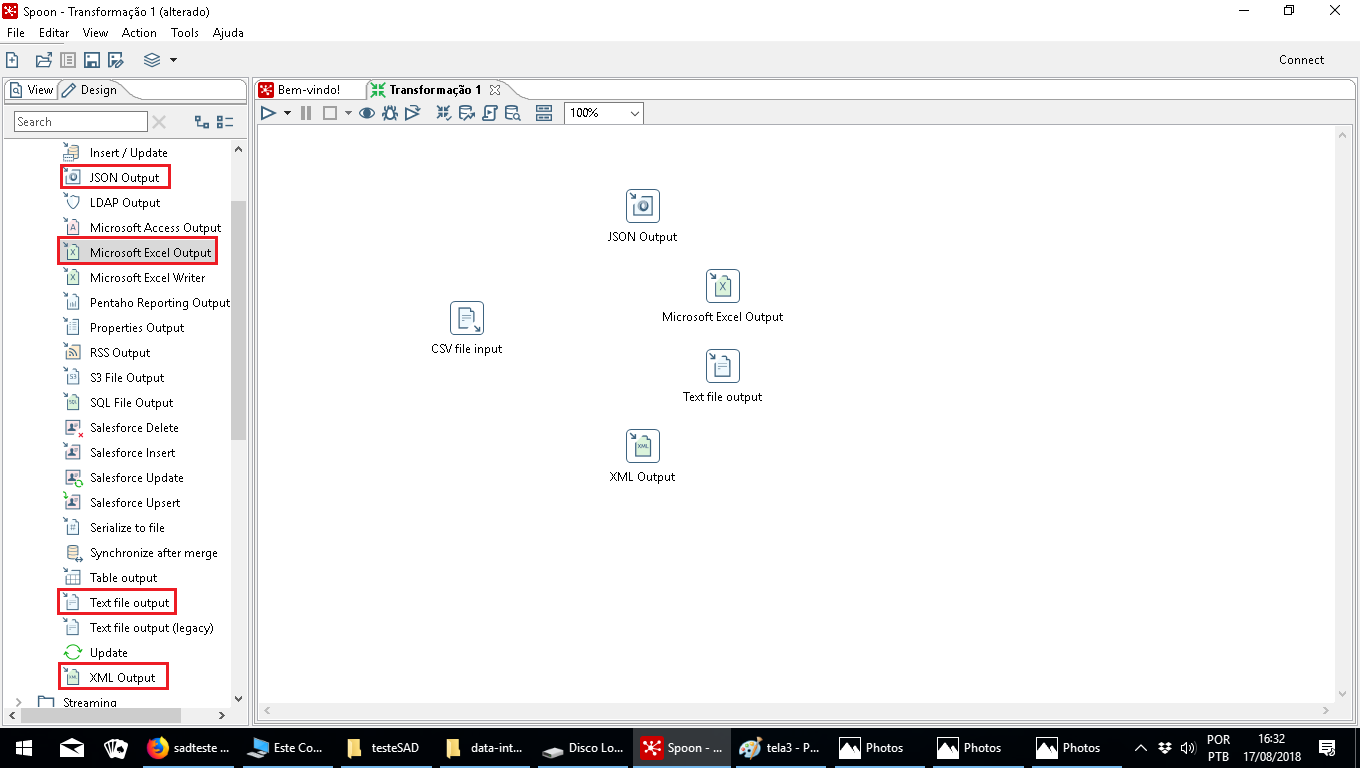 Spoon - Transformação 1 (alterado)
File Editar View Action Tools Ajuda
Connect
View Design
Bem-vindo! Transformação 1
Search
100%
Insert / Update
JSON Output
LDAP Output
Microsoft Access Output
Microsoft Excel Output
Microsoft Excel Writer
Pentaho Reporting Output
Properties Output
RSS Output
S3 File Output
SQL File Output
Salesforce Delete
Salesforce Insert
Salesforce Update
Salesforce Upsert
Serialize to file
Synchronize after merge
Table output
Text file output
Text file output (legacy)
Update
XML Output
Streaming
JSON Output
Microsoft Excel Output
CSV file input
Text file output
XML Output
sadteste ... Este Co... testeSAD data-int... Disco Lo... Spoon - ... tela3 - P... Photos Photos Photos
POR
PTB
16:32
17/08/2018